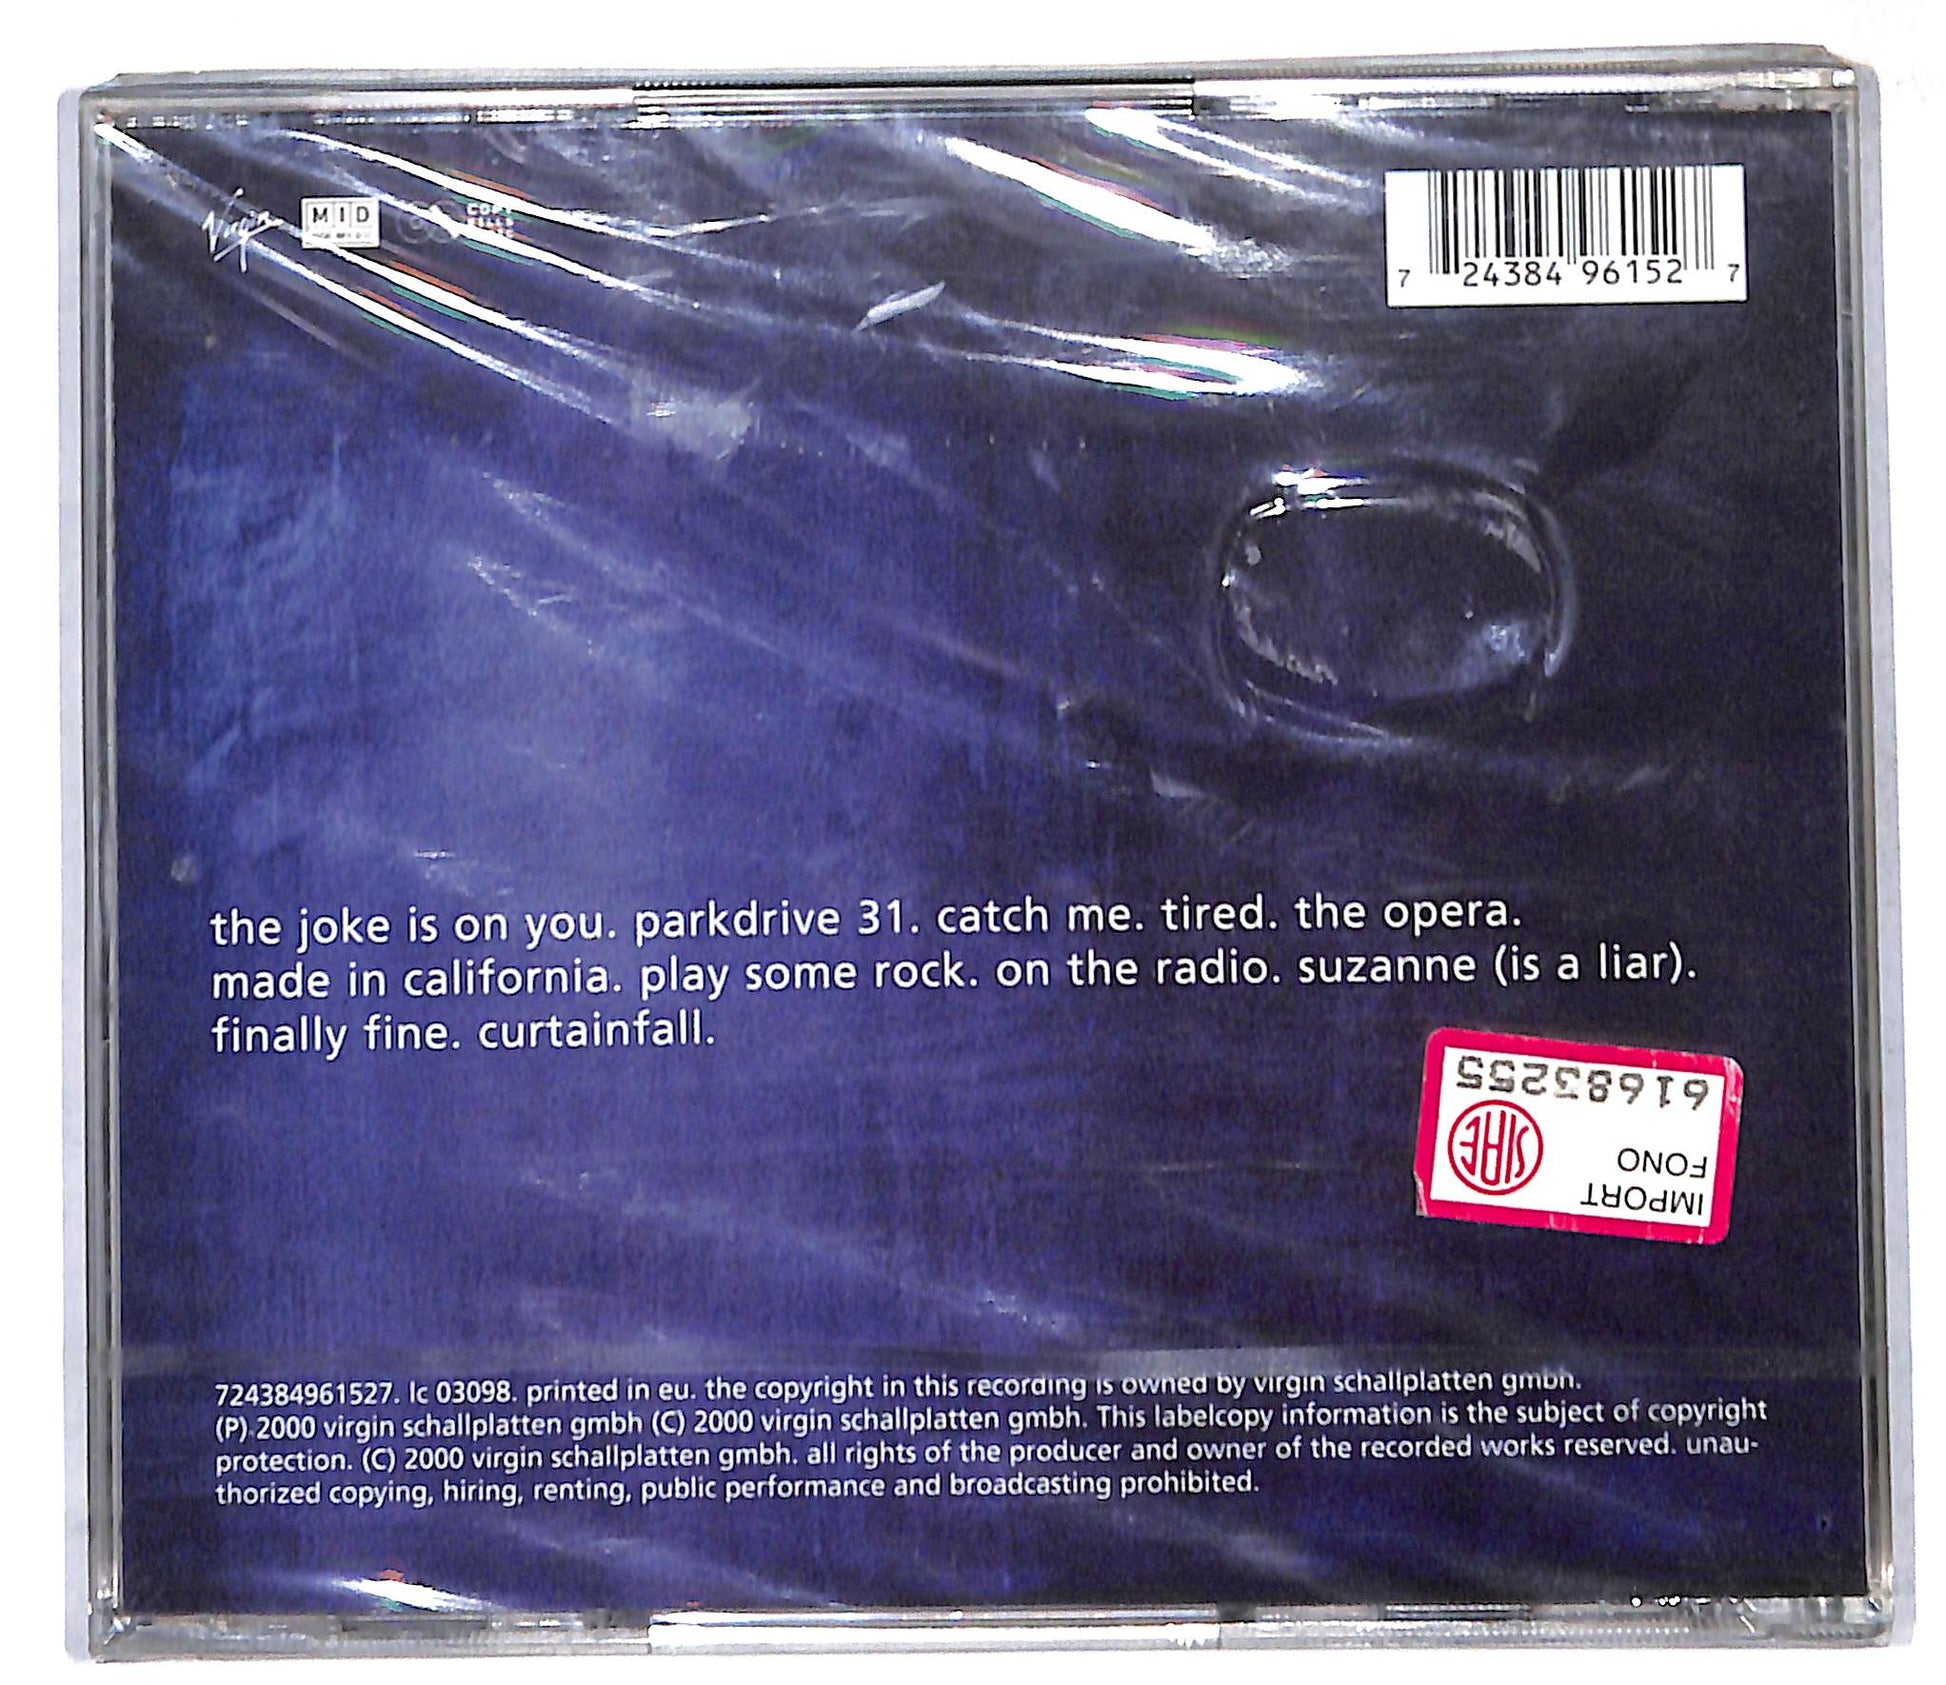 Virgin
MID
COPY
KILLS
7 24384 96152 7
the joke is on you. parkdrive 31. catch me. tired. the opera.
made in california. play some rock. on the radio. suzanne (is a liar).
finally fine. curtainfall.
IMPORT
FONO
SIAE
61683255
724384961527. lc 03098. printed in eu. the copyright in this recording is owned by virgin schallplatten gmbh.
(P) 2000 virgin schallplatten gmbh (C) 2000 virgin schallplatten gmbh. This labelcopy information is the subject of copyright
protection. (C) 2000 virgin schallplatten gmbh. all rights of the producer and owner of the recorded works reserved. unau-
thorized copying, hiring, renting, public performance and broadcasting prohibited.